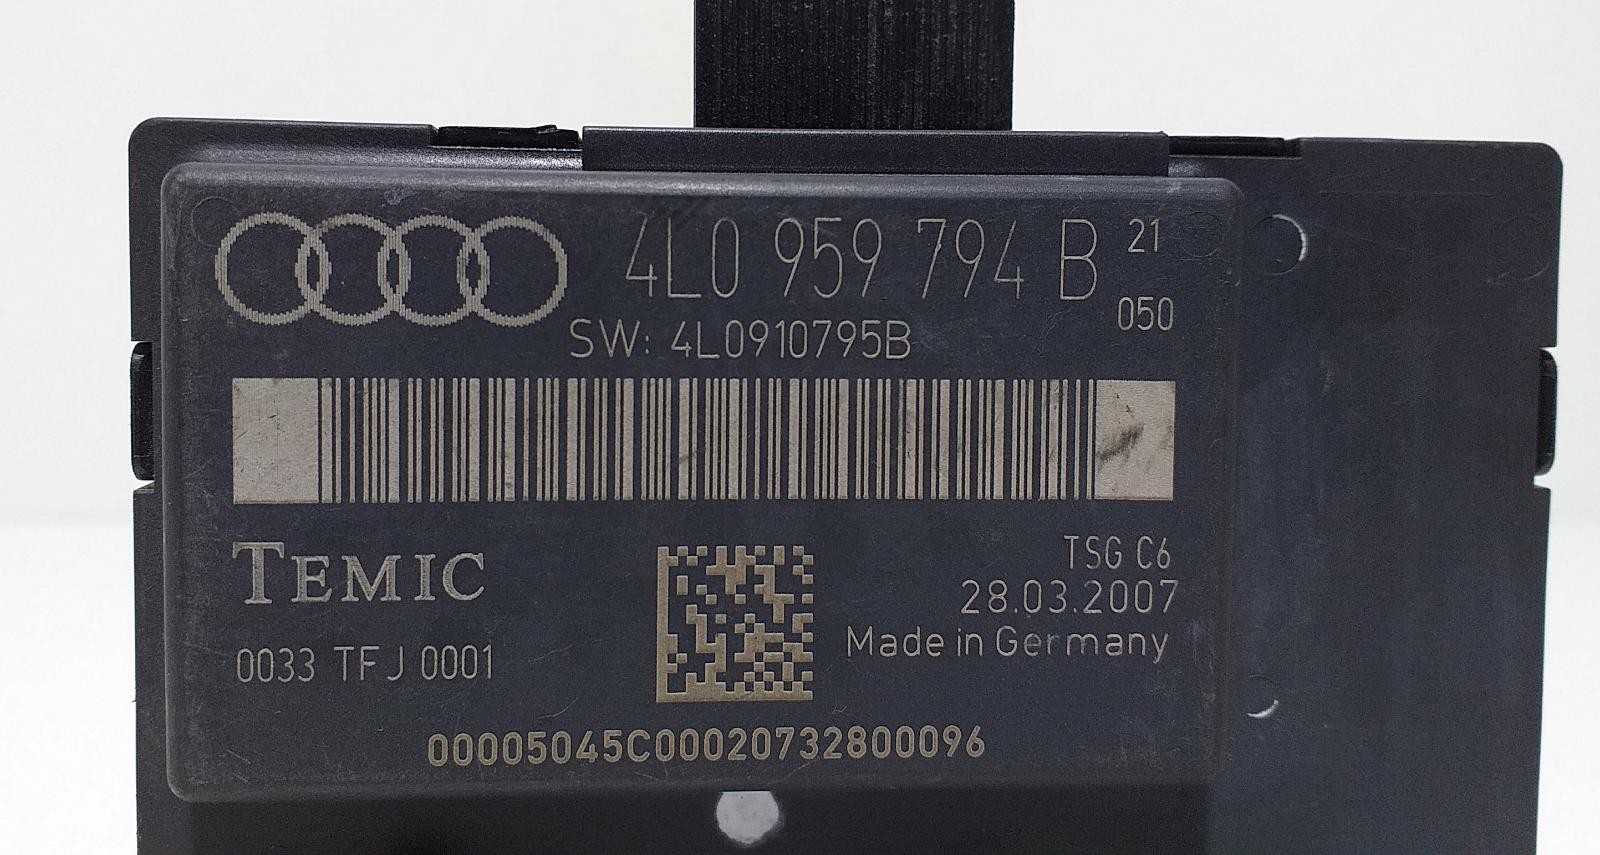 4L0 959 794 B 21
050
SW: 4L0910795B
TEMIC
TSG C6
28.03.2007
Made in Germany
0033 TFJ 0001
00005045C00020732800096